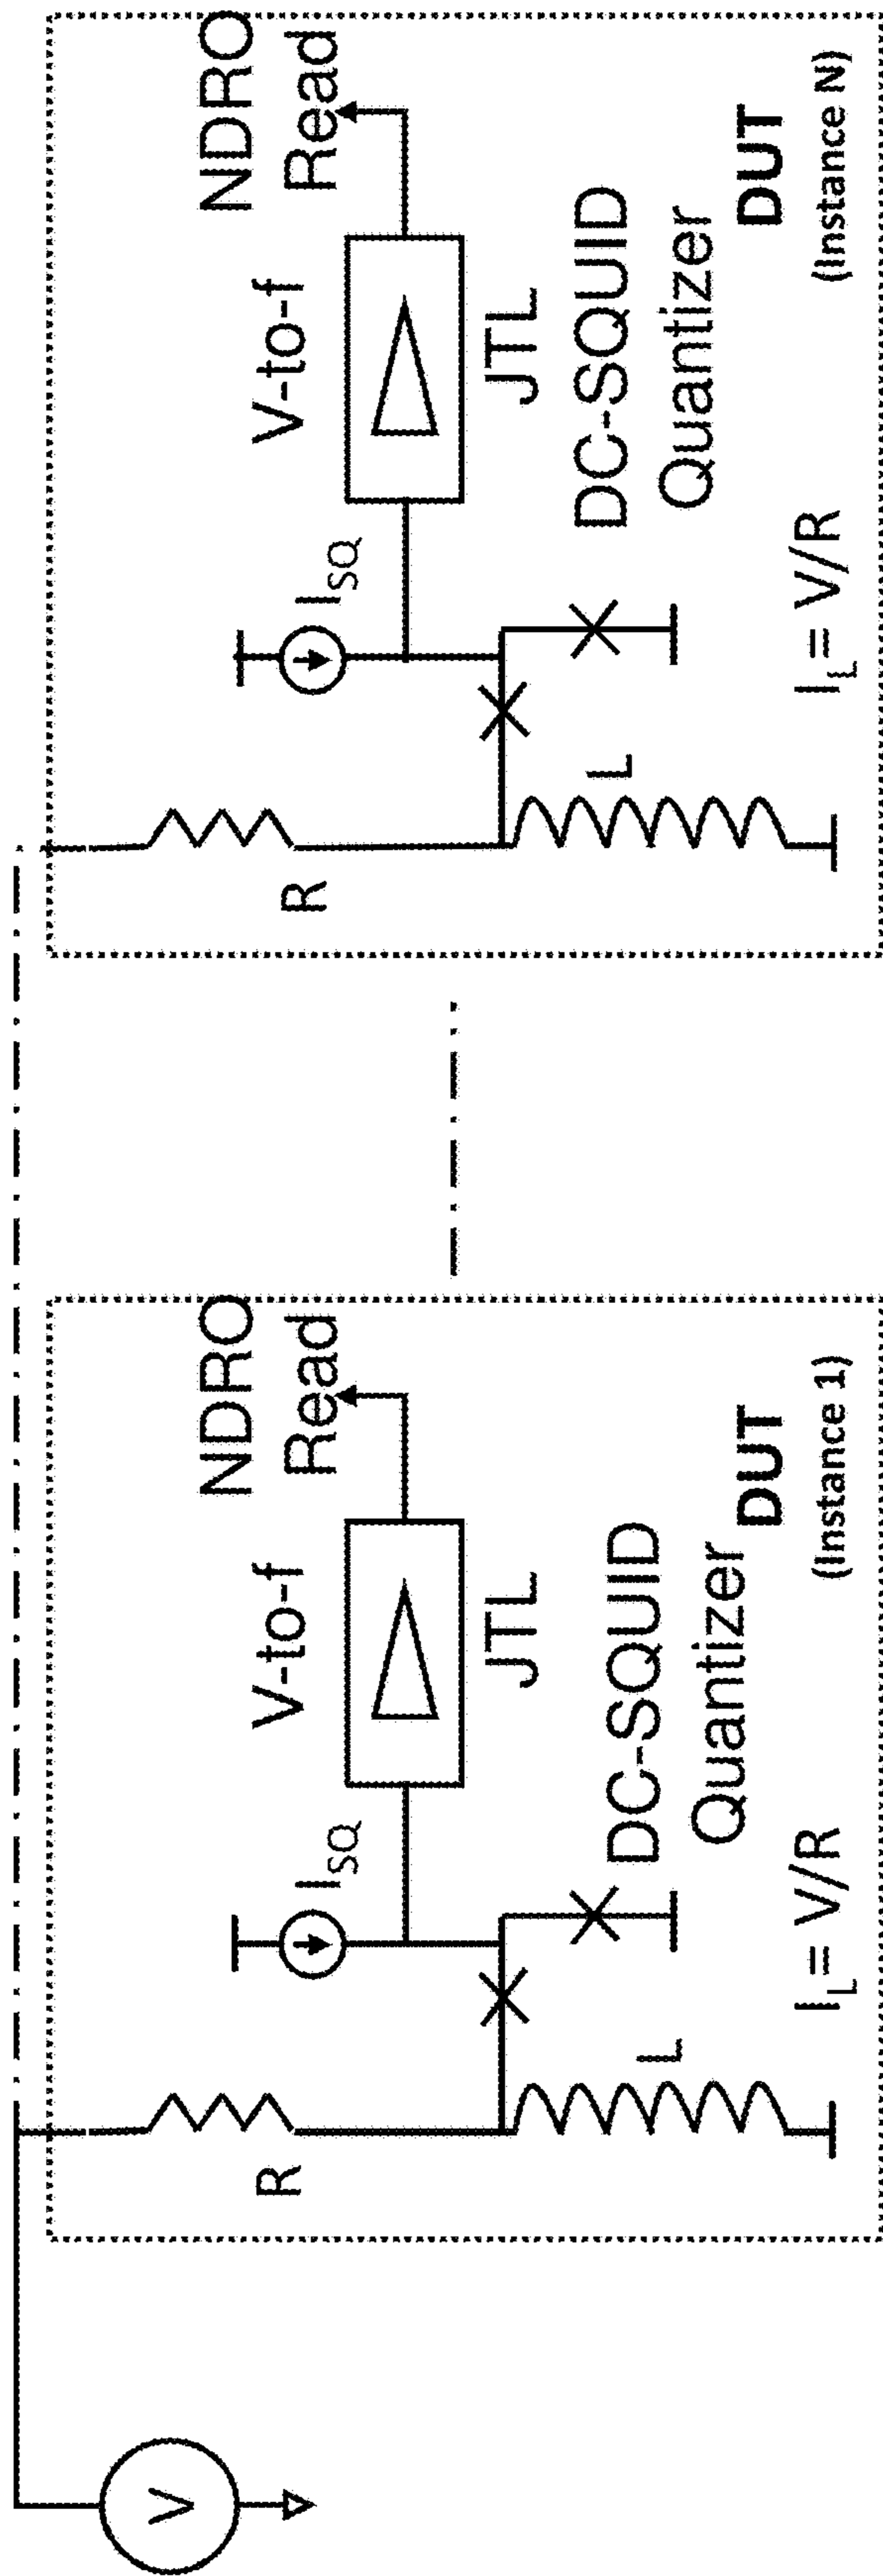 V
R
L
I_SQ
V-to-f
JTL
NDRO
Read
DC-SQUID
Quantizer
I_L = V/R
DUT
(Instance 1)
R
L
I_SQ
V-to-f
JTL
NDRO
Read
DC-SQUID
Quantizer
I_L = V/R
DUT
(Instance N)